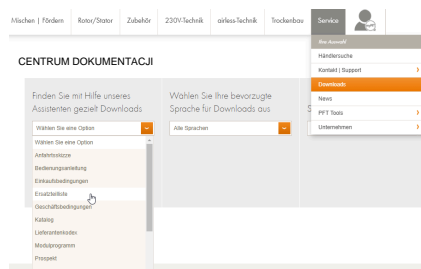 Mischen | Fördern
Rotor/Stator
Zubehör
230V-Technik
airless-Technik
Trockenbau
Service
Ihre Auswahl
Händlersuche
Kontakt | Support
Downloads
News
PFT Tools
Unternehmen
CENTRUM DOKUMENTACJI
Finden Sie mit Hilfe unseres
Assistenten gezielt Downloads
Wählen Sie eine Option
Wählen Sie eine Option
Anfahrtsskizze
Bedienungsanleitung
Einkaufsbedingungen
Ersatzteilliste
Geschäftsbedingungen
Katalog
Lieferantenkodex
Modulprogramm
Prospekt
Wählen Sie Ihre bevorzugte
Sprache für Downloads aus
Alle Sprachen
S